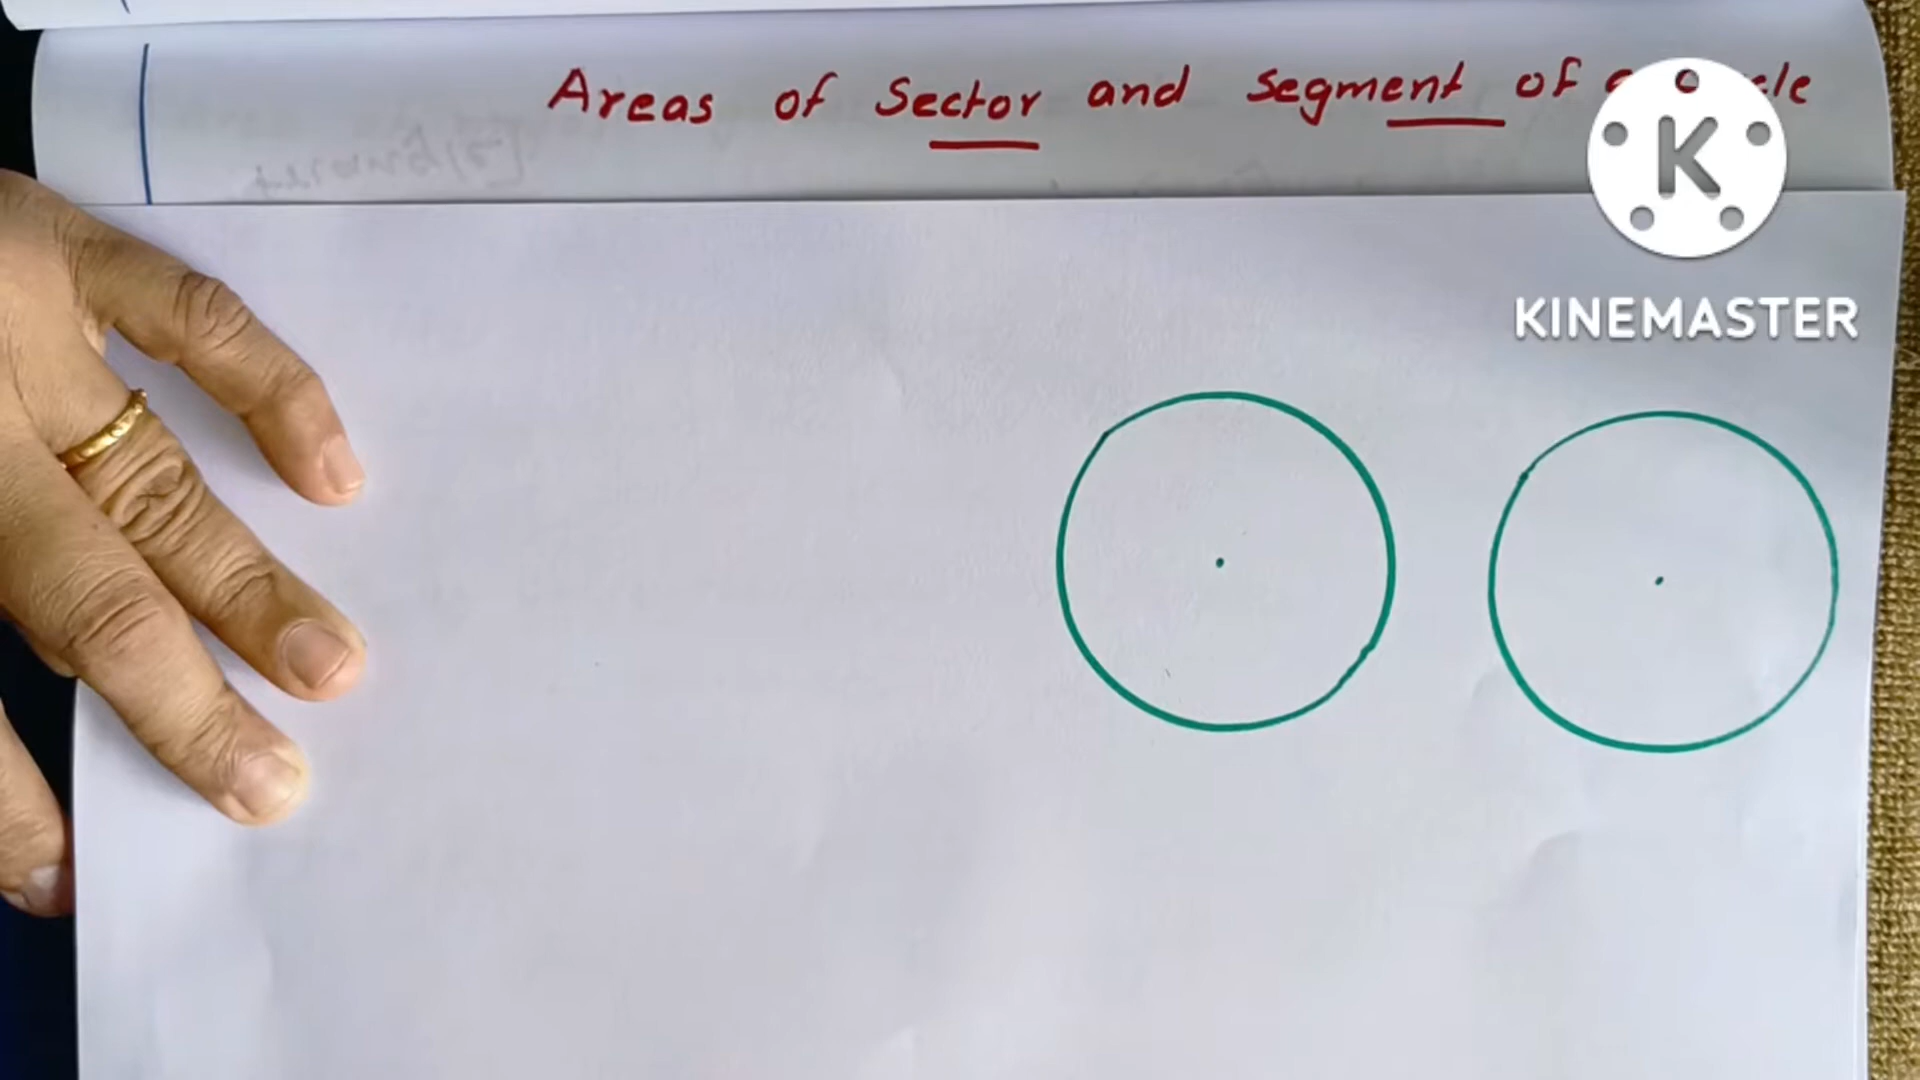 Areas of Sector and Segment of
K
KINEMASTER